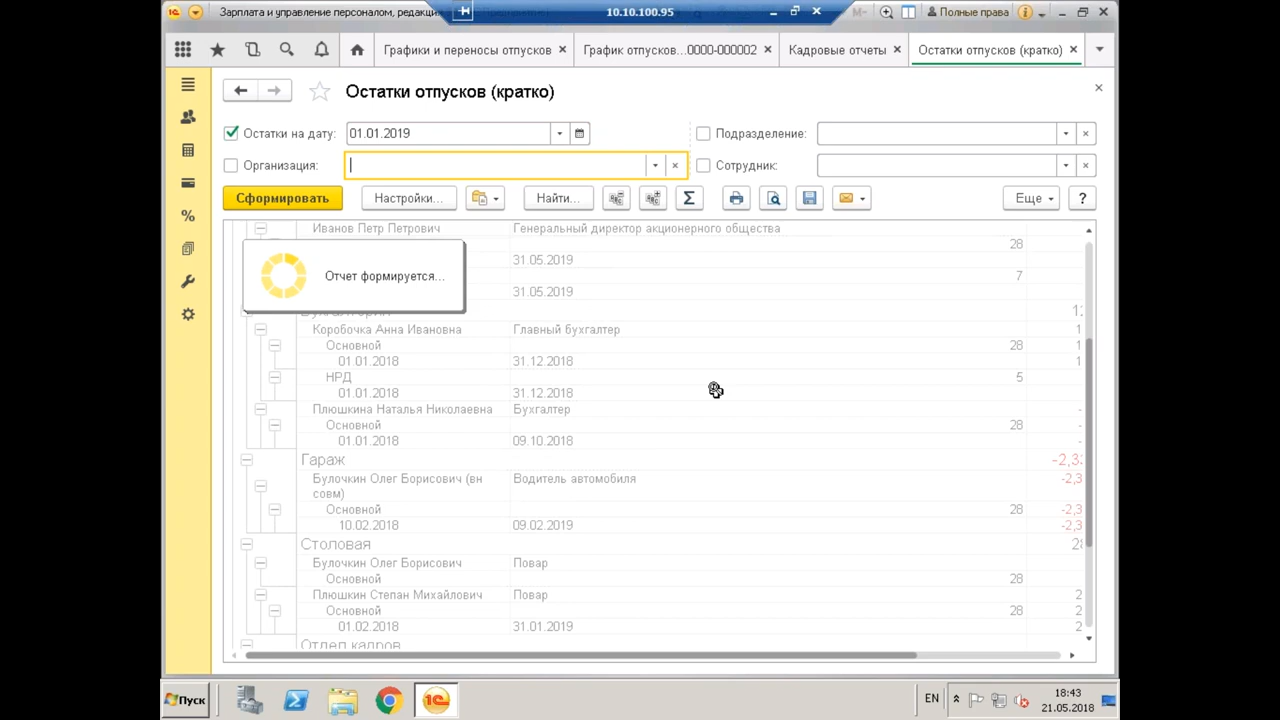 Зарплата и управление персоналом, редакц
10.10.100.95
Полные права
Графики и переносы отпусков
График отпусков...0000-000002
Кадровые отчеты
Остатки отпусков (кратко)
Остатки отпусков (кратко)
Остатки на дату: 01.01.2019
Подразделение:
Организация:
Сотрудник:
Сформировать
Настройки...
Найти...
Еще
?
Иванов Петр Петрович Генеральный директор акционерного общества
28
Отчет формируется...
31.05.2019
7
31.05.2019
Коробочка Анна Ивановна Главный бухгалтер
Основной 28
01.01.2018 31.12.2018
НРД 5
01.01.2018 31.12.2018
Плюшкина Наталья Николаевна Бухгалтер
Основной 28
01.01.2018 09.10.2018
Гараж
Булочкин Олег Борисович (вн совм) Водитель автомобиля
Основной 28
10.02.2018 09.02.2019
Столовая
Булочкин Олег Борисович Повар
Основной 28
Плюшкин Степан Михайлович Повар
Основной 28
01.02.2018 31.01.2019
Отдел кадров
Пуск
EN
18:43
21.05.2018